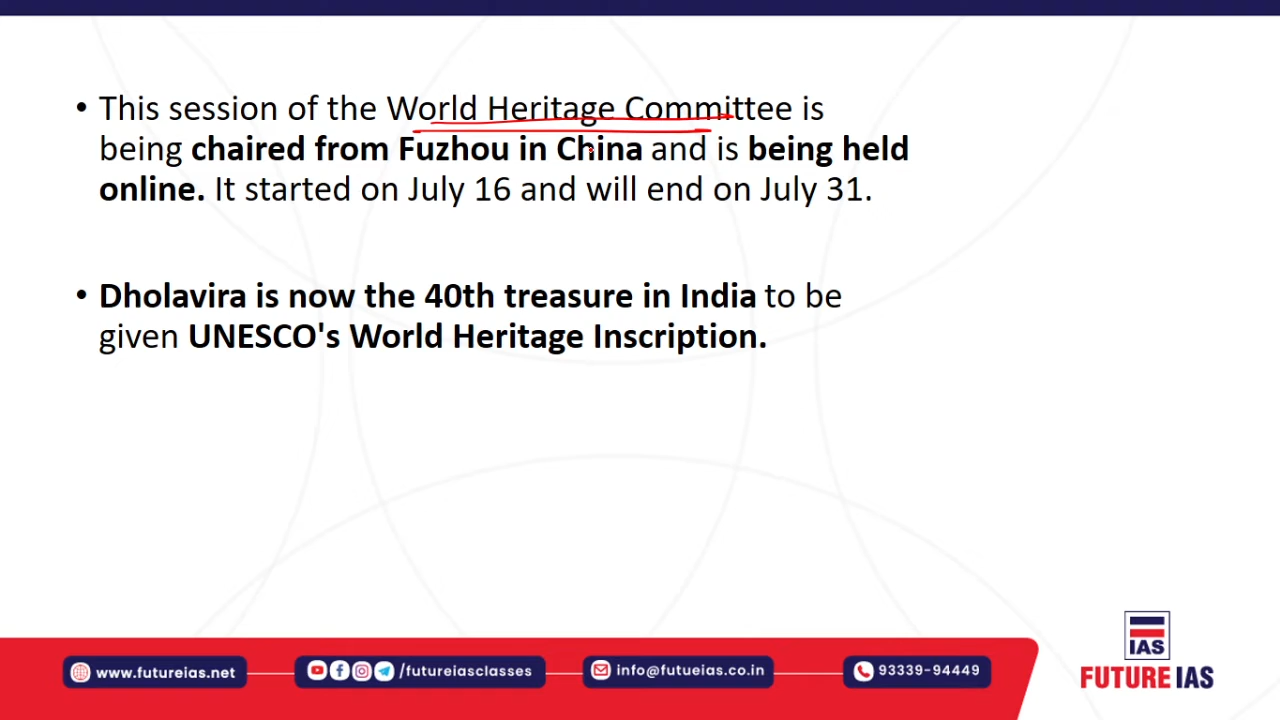 • This session of the World Heritage Committee is
being chaired from Fuzhou in China and is being held
online. It started on July 16 and will end on July 31.
• Dholavira is now the 40th treasure in India to be
given UNESCO's World Heritage Inscription.
IAS
www.futureias.net
/futureiasclasses
info@futueias.co.in
93339-94449
FUTURE IAS